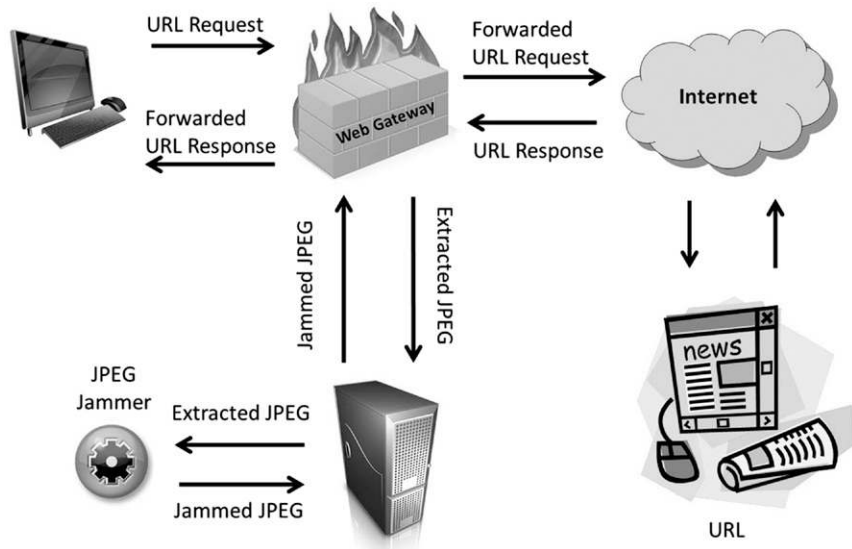 URL Request
Forwarded
URL Request
Internet
Web Gateway
Forwarded
URL Response
URL Response
Jammed JPEG
Extracted JPEG
news
JPEG
Jammer
Extracted JPEG
Jammed JPEG
URL